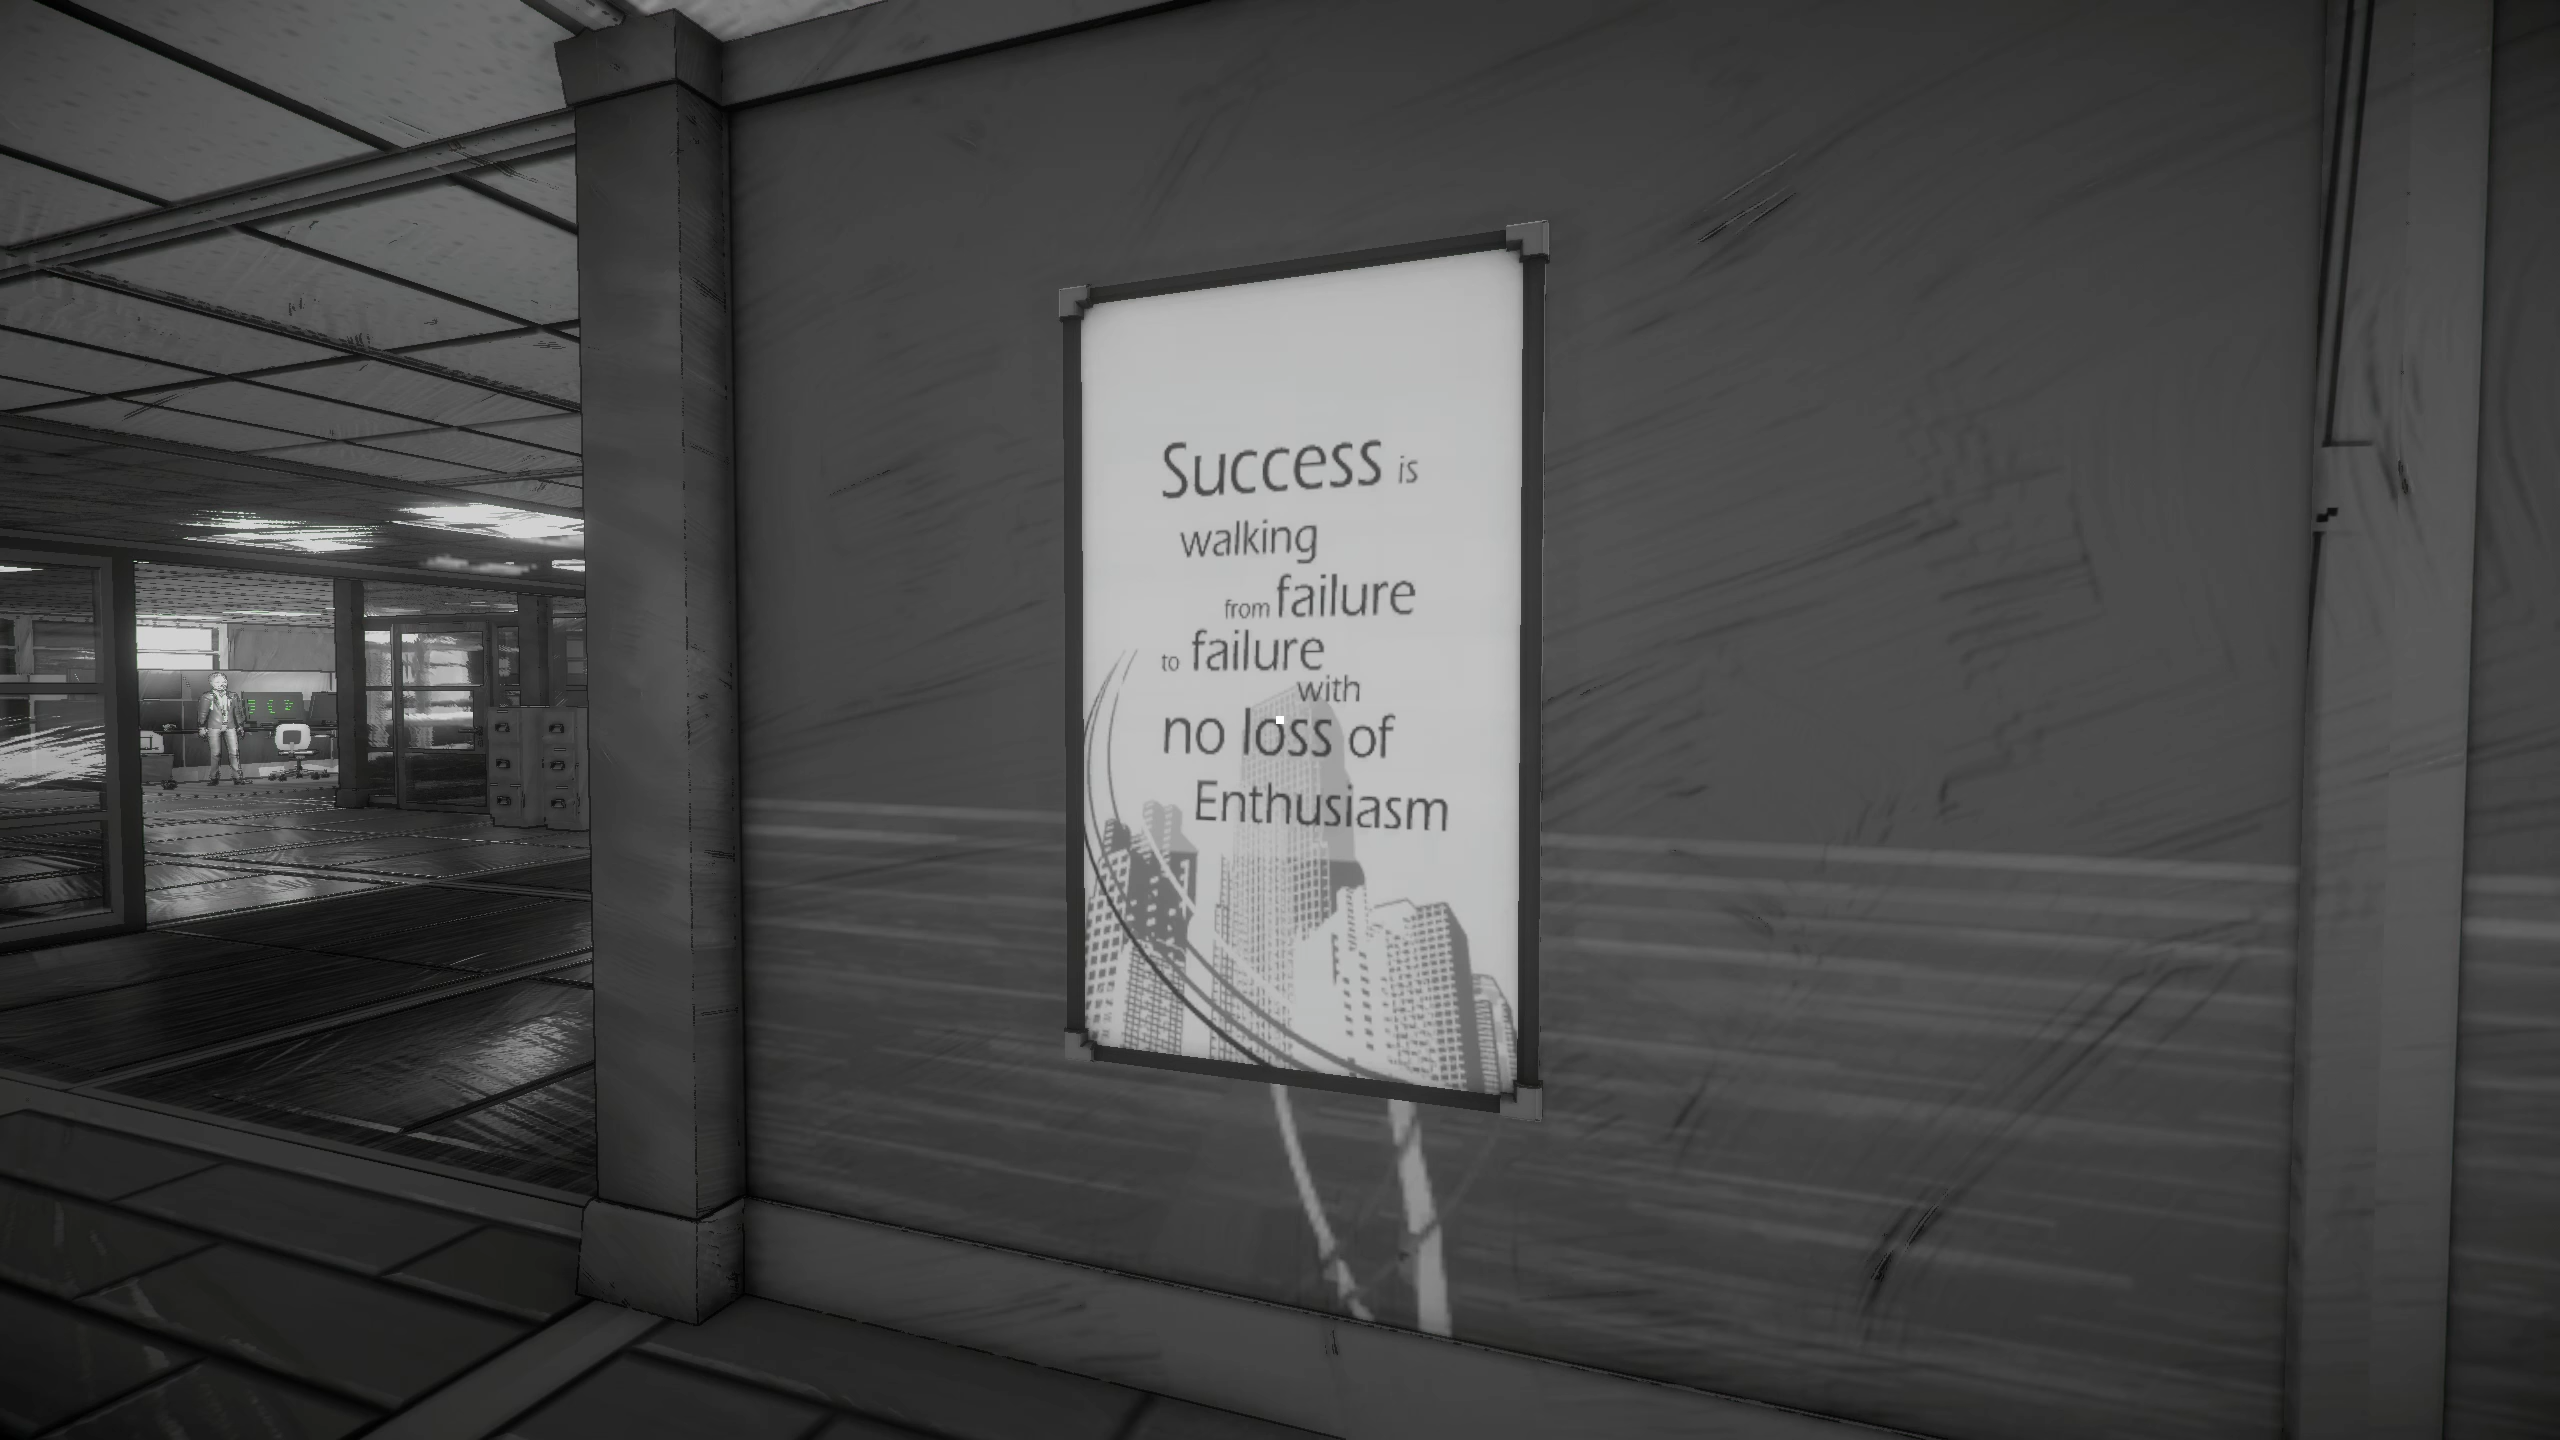 Success is
walking
from failure
to failure
with
no loss of
Enthusiasm